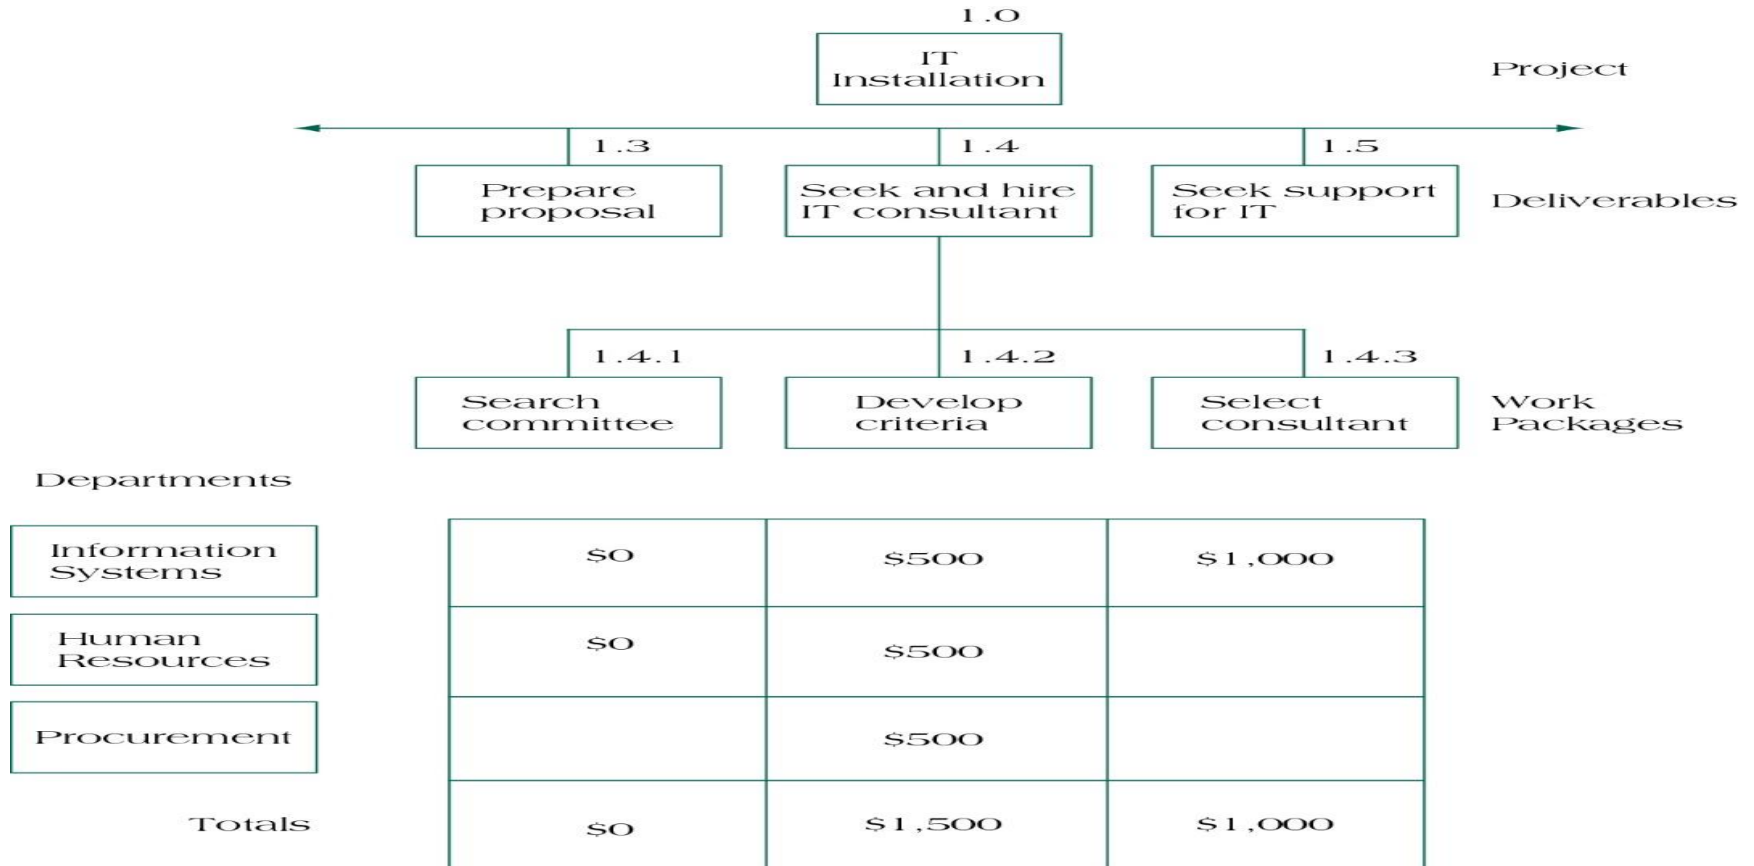 1.0
IT
Installation
Project
1.3
1.4
1.5
Prepare
proposal
Seek and hire
IT consultant
Seek support
for IT
Deliverables
1.4.1
1.4.2
1.4.3
Search
committee
Develop
criteria
Select
consultant
Work
Packages
Departments
Information
Systems
$0
$500
$1,000
Human
Resources
$0
$500
Procurement
$500
Totals
$0
$1,500
$1,000